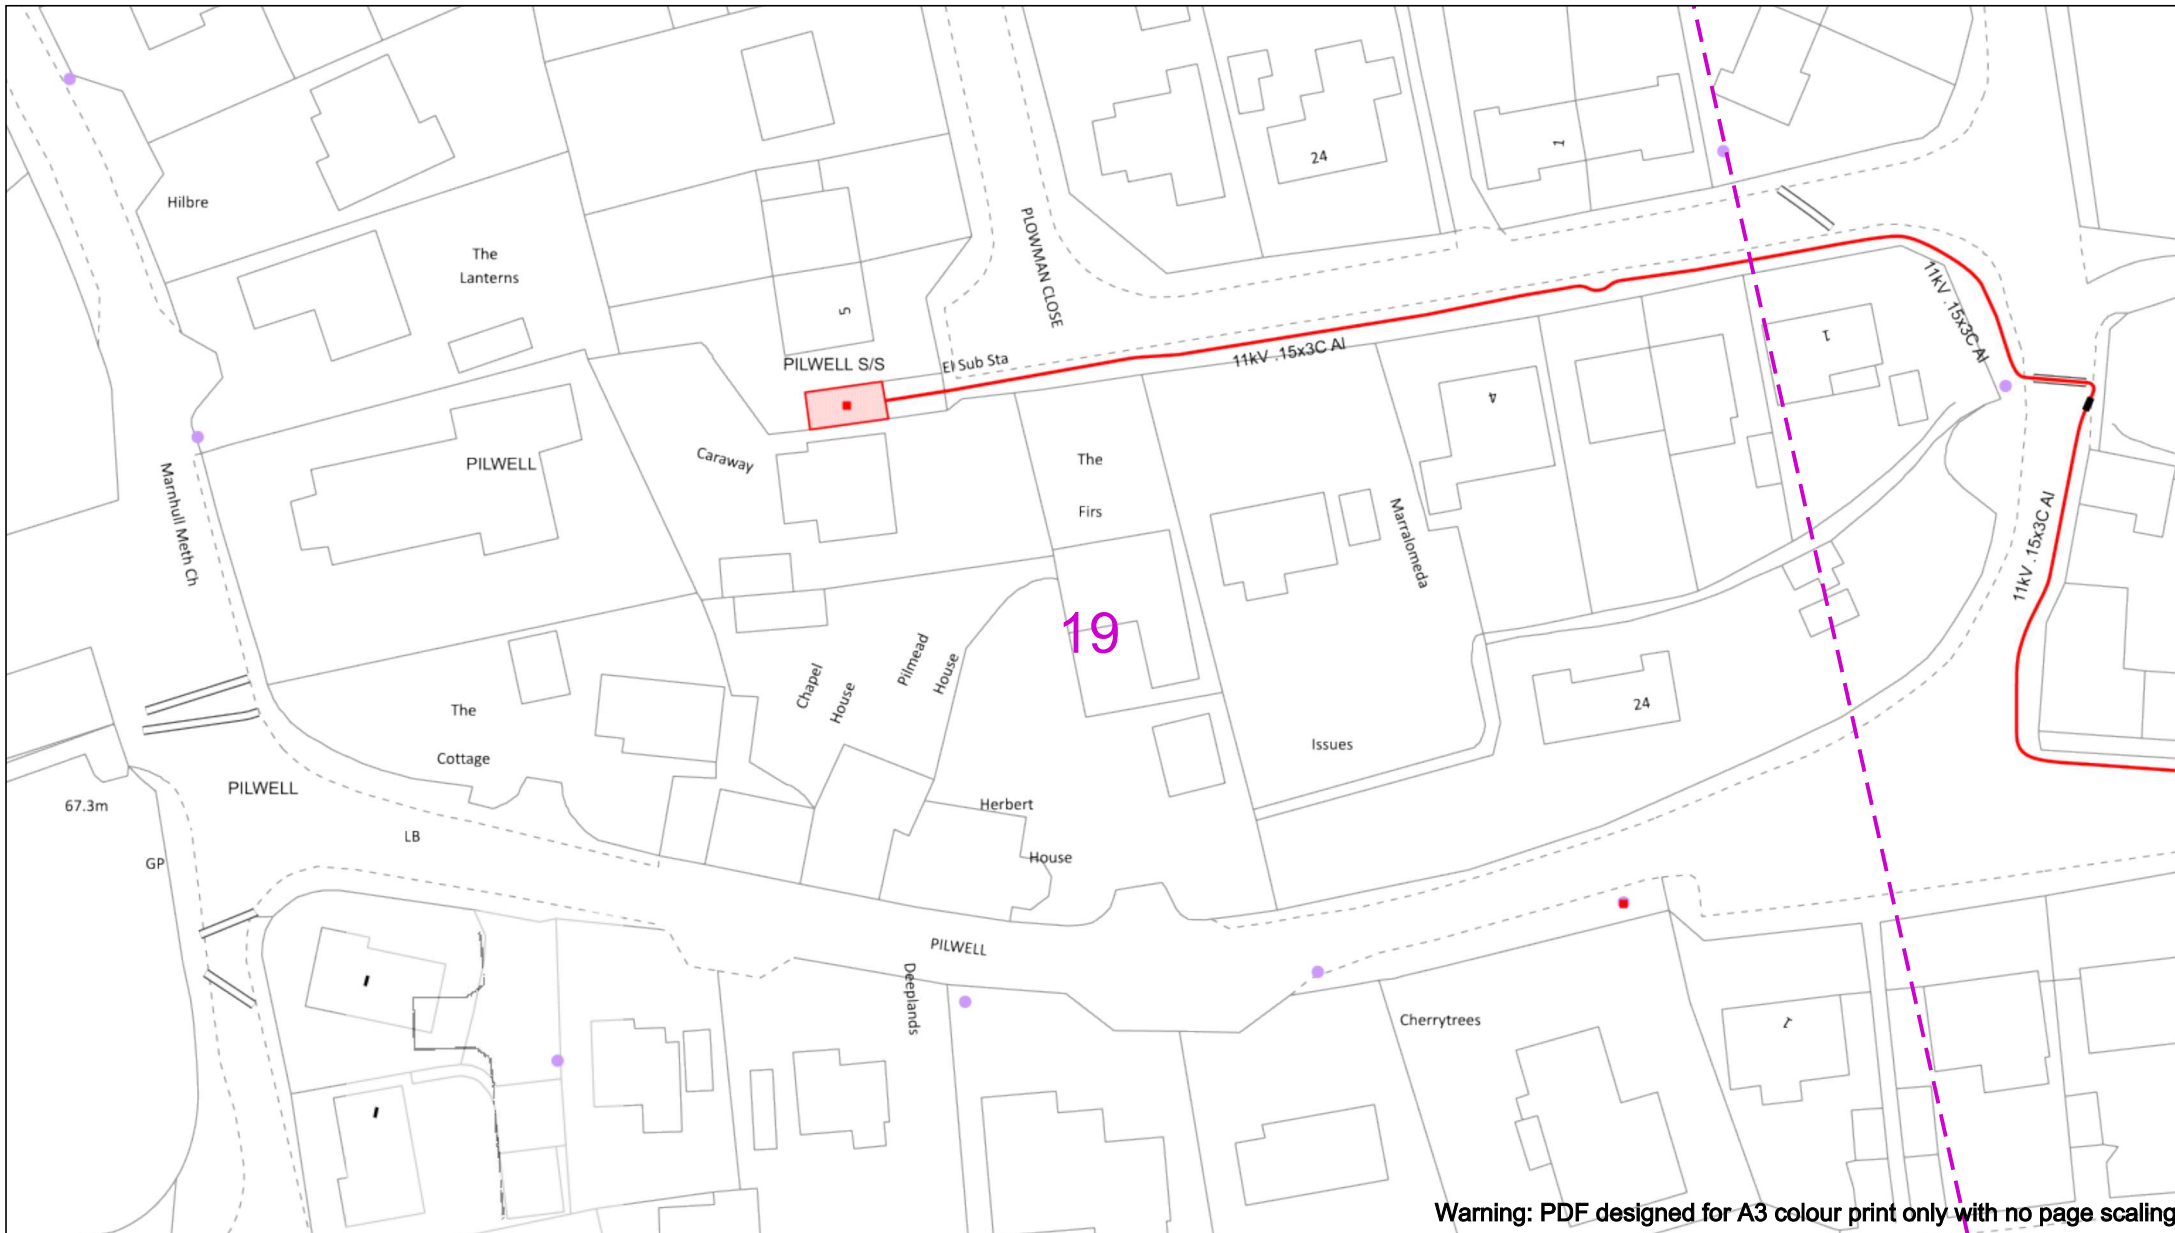 24
1
Hilbre
The
Lanterns
PLOWMAN CLOSE
5
PILWELL S/S
El Sub Sta
11kV .15x3C Al
11kV .15x3C Al
1
4
PILWELL
Caraway
The
Firs
Marnhull Meth Ch
Marralomeda
11kV .15x3C Al
19
Chapel
House
Pilmead
House
The
Cottage
24
Issues
PILWELL
67.3m
LB
GP
Herbert
House
PILWELL
Deeplands
Cherrytrees
1
1
1
Warning: PDF designed for A3 colour print only with no page scaling